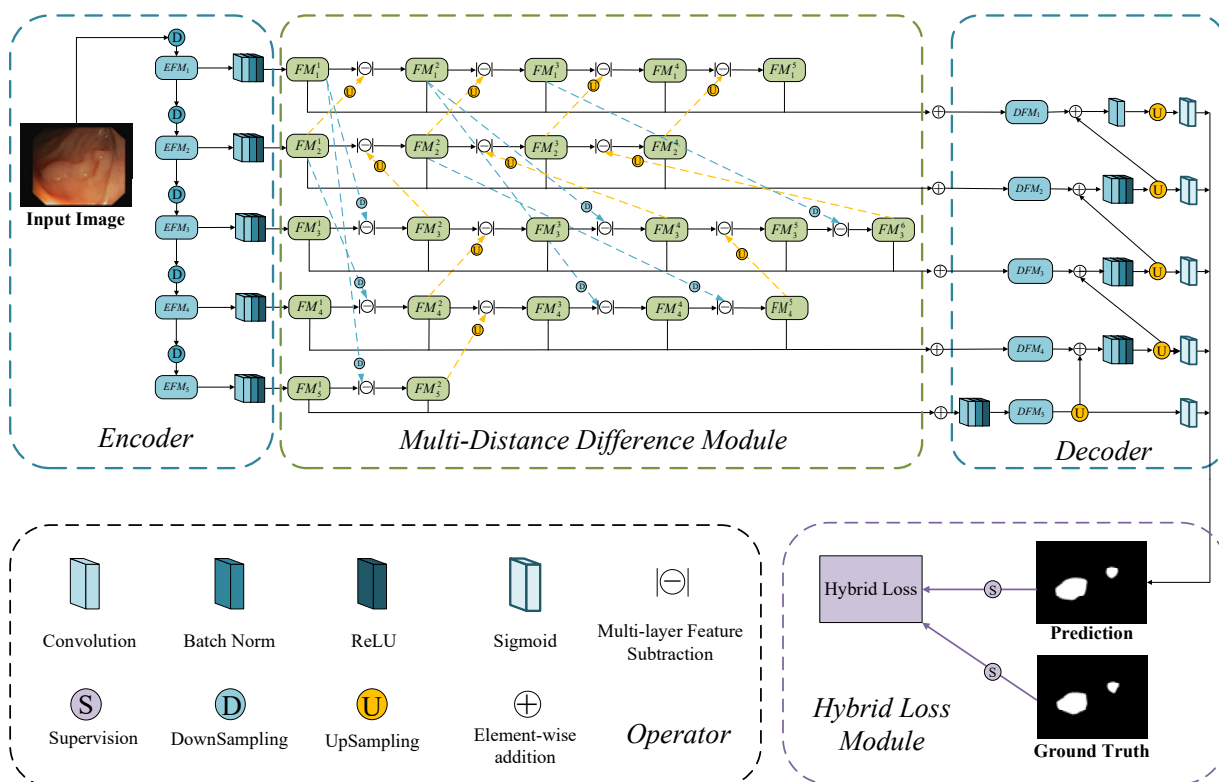 D
EFM₁
FM₁¹
|−|
FM₁²
|−|
FM₁³
|−|
FM₁⁴
|−|
FM₁⁵
U
U
U
U
D
DFM₁
U
EFM₂
FM₂¹
|−|
FM₂²
|−|
FM₂³
|−|
FM₂⁴
U
U
U
Input Image
D
DFM₂
U
D
D
D
EFM₃
FM₃¹
|−|
FM₃²
|−|
FM₃³
|−|
FM₃⁴
|−|
FM₃⁵
|−|
FM₃⁶
U
U
D
DFM₃
U
D
D
D
EFM₄
FM₄¹
|−|
FM₄²
|−|
FM₄³
|−|
FM₄⁴
|−|
FM₄⁵
U
D
D
DFM₄
U
EFM₅
FM₅¹
|−|
FM₅²
DFM₅
U
Encoder
Multi-Distance Difference Module
Decoder
Convolution
Batch Norm
ReLU
Sigmoid
Multi-layer Feature
Subtraction
S
Supervision
D
DownSampling
U
UpSampling
Element-wise
addition
Operator
Hybrid Loss
S
Prediction
S
Ground Truth
Hybrid Loss
Module